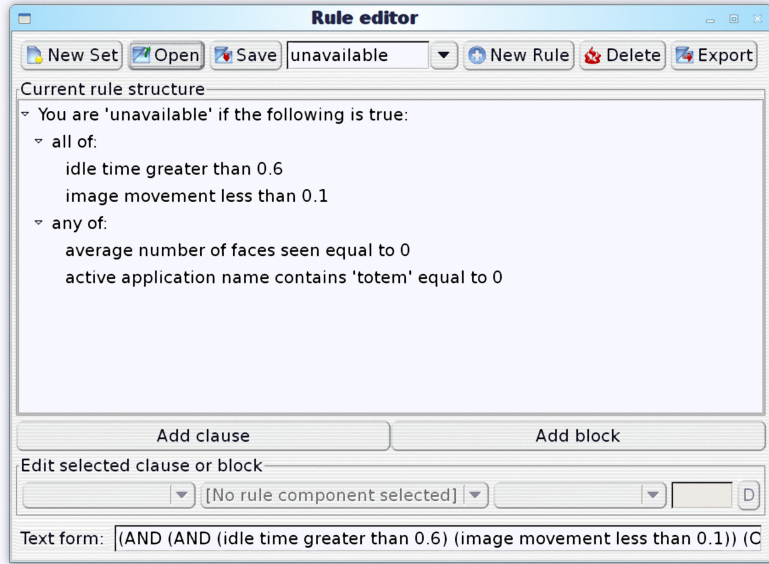 Rule editor
New Set Open Save unavailable New Rule Delete Export
Current rule structure
You are 'unavailable' if the following is true:
all of:
idle time greater than 0.6
image movement less than 0.1
any of:
average number of faces seen equal to 0
active application name contains 'totem' equal to 0
Add clause Add block
Edit selected clause or block
[No rule component selected] D
Text form: (AND (AND (idle time greater than 0.6) (image movement less than 0.1)) (